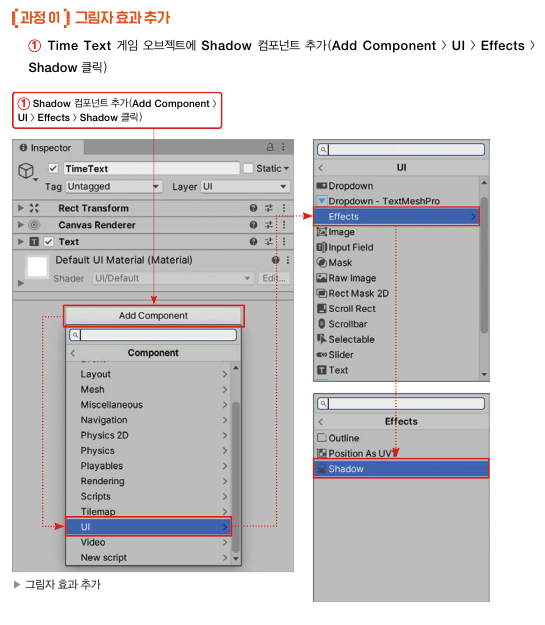 [과정 01] 그림자 효과 추가
① Time Text 게임 오브젝트에 Shadow 컴포넌트 추가(Add Component > UI > Effects >
Shadow 클릭)
① Shadow 컴포넌트 추가(Add Component >
UI > Effects > Shadow 클릭)
Inspector
TimeText
Static
Tag Untagged Layer UI
Rect Transform
Canvas Renderer
Text
Default UI Material (Material)
Shader UI/Default Edit...
Add Component
Component
Layout
Mesh
Miscellaneous
Navigation
Physics 2D
Physics
Playables
Rendering
Scripts
Tilemap
UI
Video
New script
UI
Dropdown
Dropdown - TextMeshPro
Effects
Image
Input Field
Mask
Raw Image
Rect Mask 2D
Scroll Rect
Scrollbar
Selectable
Slider
Text
Effects
Outline
Position As UV1
Shadow
▶ 그림자 효과 추가